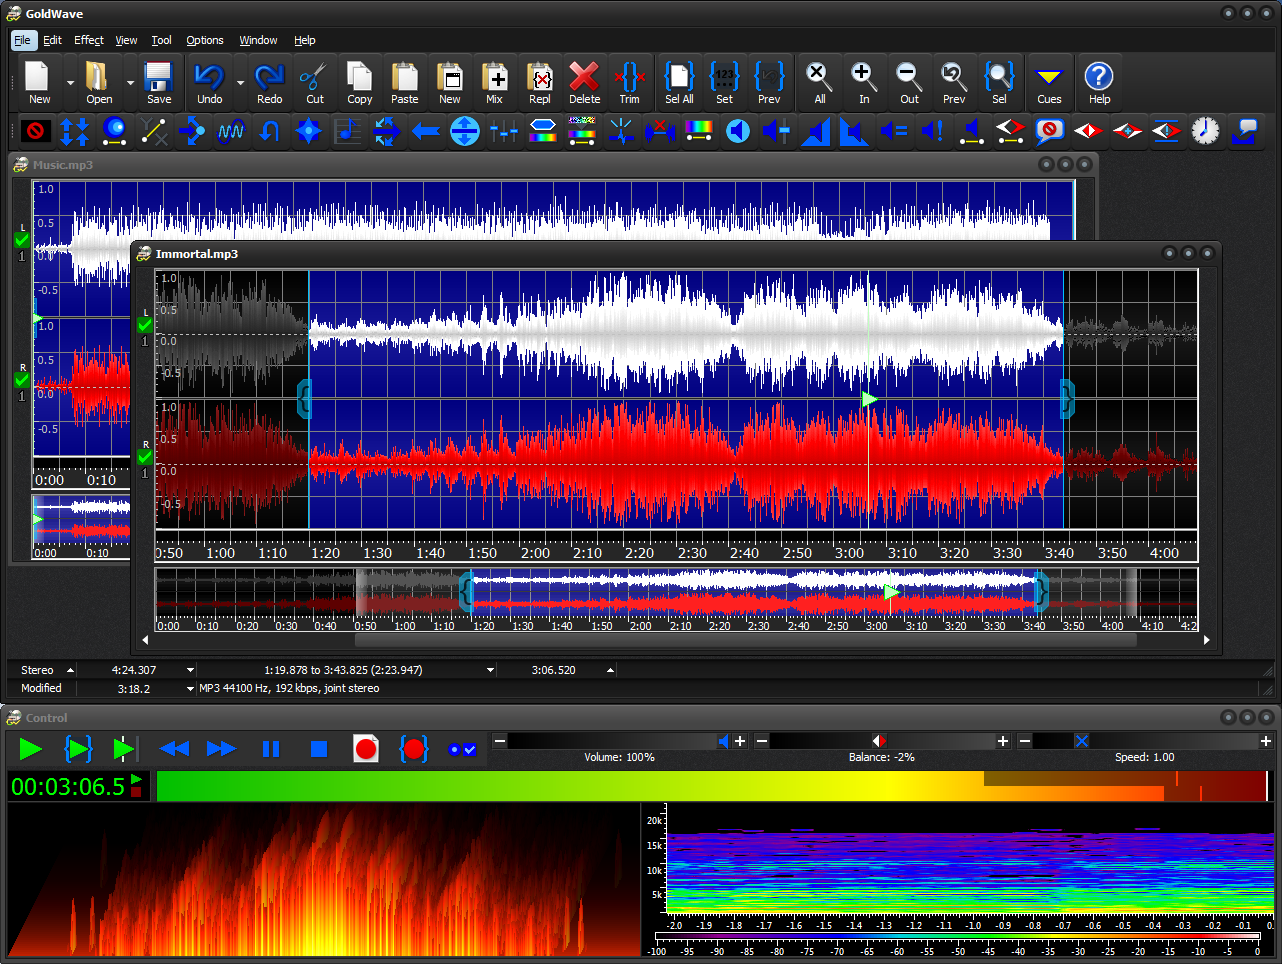 GoldWave
File Edit Effect View Tool Options Window Help
New Open Save Undo Redo Cut Copy Paste New Mix Repl Delete Trim Sel All Set Prev All In Out Prev Sel Cues Help
123
Music.mp3
1.0
0.5
0.0
-0.5
1.0
0.5
0.0
-0.5
L
1
R
1
0:00 0:10
0:00 0:10
Immortal.mp3
L
1
R
1
1.0
0.5
0.0
-0.5
1.0
0.5
0.0
-0.5
0:50 1:00 1:10 1:20 1:30 1:40 1:50 2:00 2:10 2:20 2:30 2:40 2:50 3:00 3:10 3:20 3:30 3:40 3:50 4:00
0:00 0:10 0:20 0:30 0:40 0:50 1:00 1:10 1:20 1:30 1:40 1:50 2:00 2:10 2:20 2:30 2:40 2:50 3:00 3:10 3:20 3:30 3:40 3:50 4:00 4:10 4:2
Stereo 4:24.307 1:19.878 to 3:43.825 (2:23.947) 3:06.520
Modified 3:18.2 MP3 44100 Hz, 192 kbps, joint stereo
Control
Volume: 100% Balance: -2% Speed: 1.00
00:03:06.5
20k
15k
10k
5k
-2.0 -1.9 -1.8 -1.7 -1.6 -1.5 -1.4 -1.3 -1.2 -1.1 -1.0 -0.9 -0.8 -0.7 -0.6 -0.5 -0.4 -0.3 -0.2 -0.1 0.
-100 -95 -90 -85 -80 -75 -70 -65 -60 -55 -50 -45 -40 -35 -30 -25 -20 -15 -10 -5 0